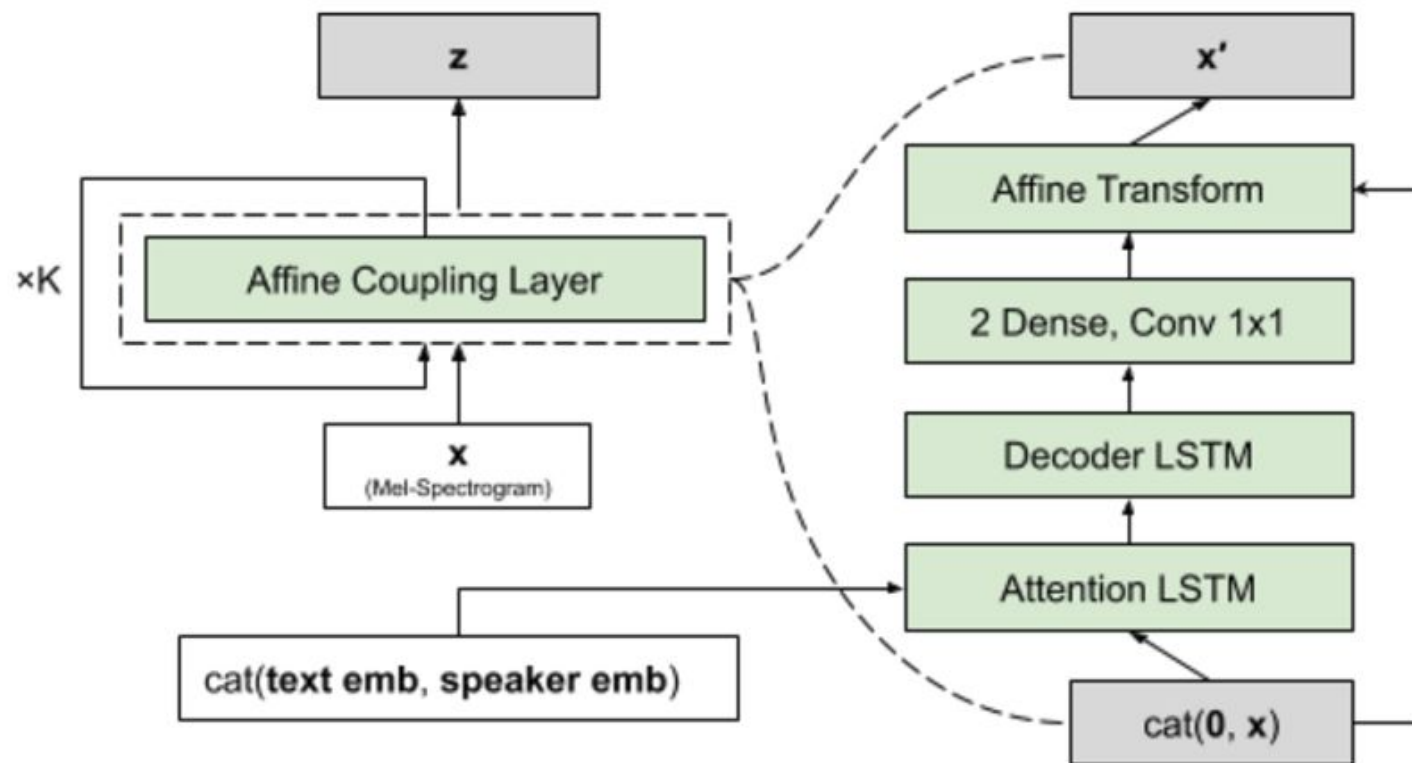 z
x′
Affine Transform
×K
Affine Coupling Layer
2 Dense, Conv 1x1
x
(Mel-Spectrogram)
Decoder LSTM
Attention LSTM
cat(text emb, speaker emb)
cat(0, x)